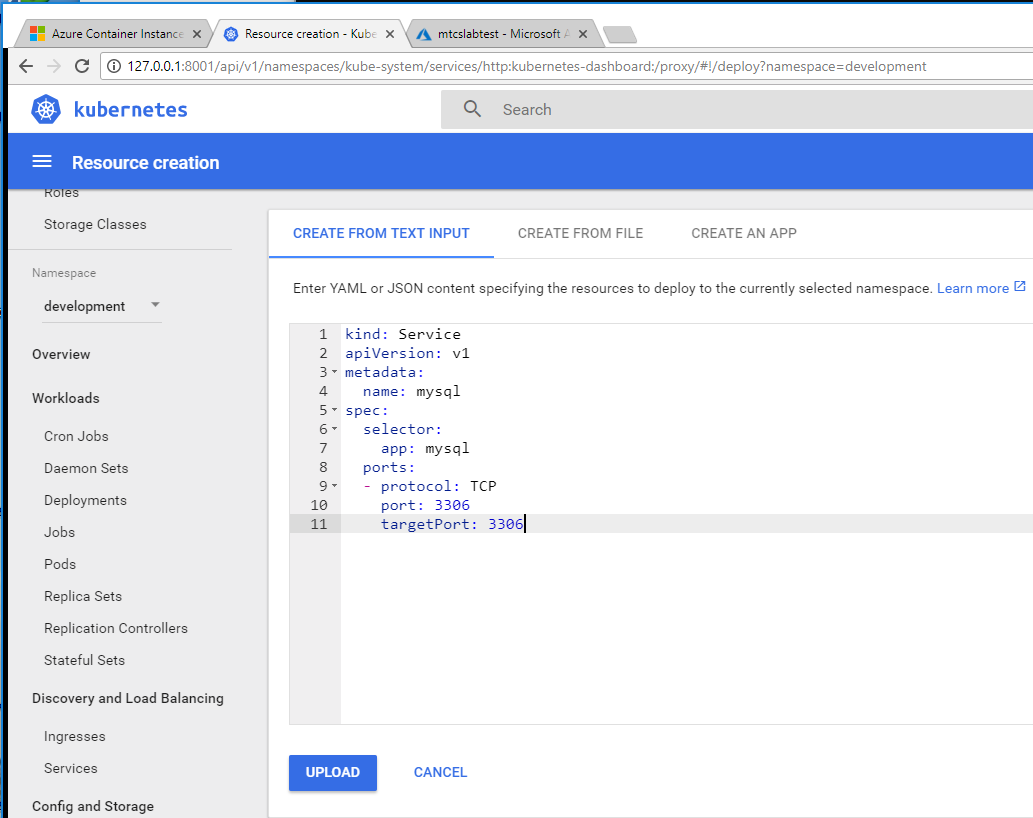 Azure Container Instance
Resource creation - Kube
mtcslabtest - Microsoft A
127.0.0.1:8001/api/v1/namespaces/kube-system/services/http:kubernetes-dashboard:/proxy/#!/deploy?namespace=development
kubernetes
Search
Resource creation
Roles
Storage Classes
Namespace
development
Overview
Workloads
Cron Jobs
Daemon Sets
Deployments
Jobs
Pods
Replica Sets
Replication Controllers
Stateful Sets
Discovery and Load Balancing
Ingresses
Services
Config and Storage
CREATE FROM TEXT INPUT
CREATE FROM FILE
CREATE AN APP
Enter YAML or JSON content specifying the resources to deploy to the currently selected namespace. Learn more
1 kind: Service
2 apiVersion: v1
3 metadata:
4   name: mysql
5 spec:
6   selector:
7     app: mysql
8   ports:
9   - protocol: TCP
10     port: 3306
11     targetPort: 3306
UPLOAD
CANCEL